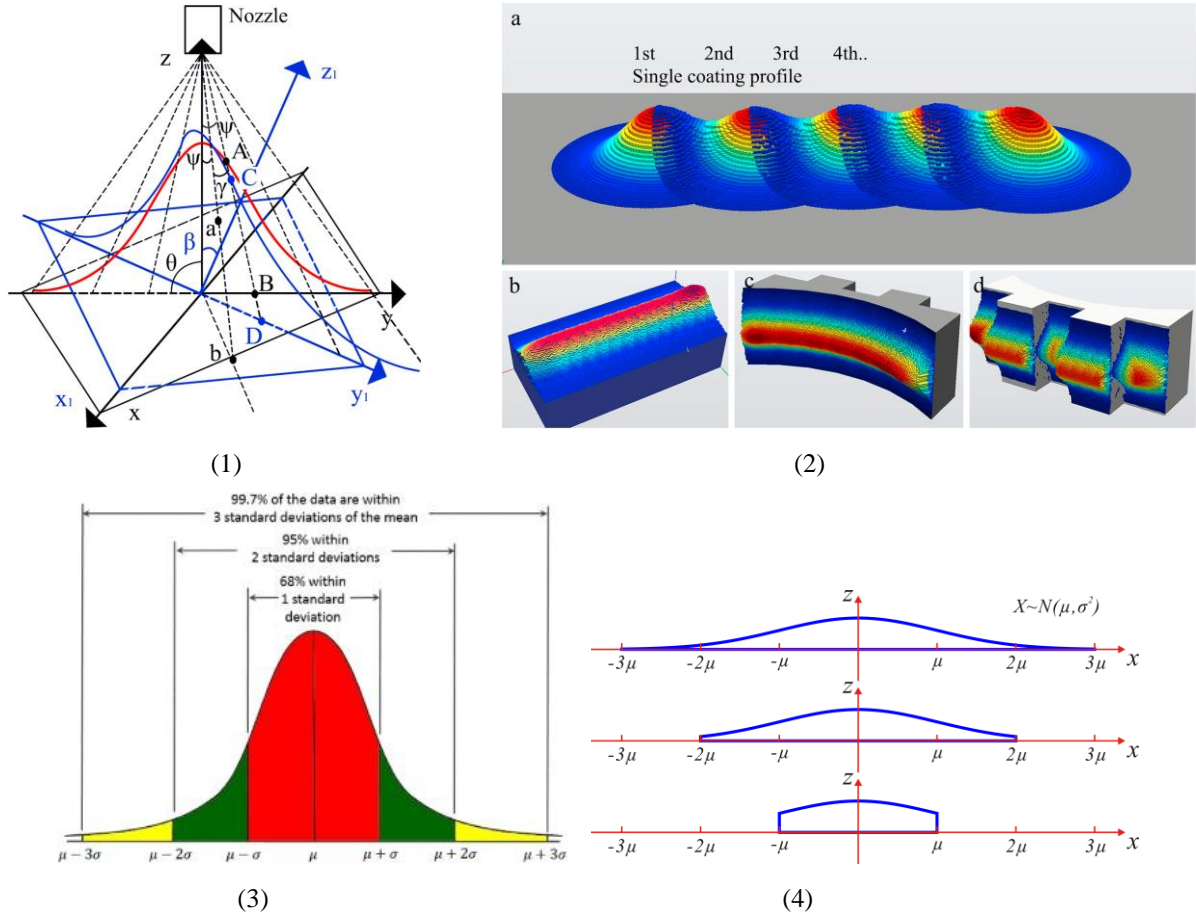 Nozzle
z
z₁
ψ
ψ
A
C
γ
a
β
θ
B
y
D
b
x₁
x
y₁
(1)
a
1st 2nd 3rd 4th..
Single coating profile
b
c
d
(2)
99.7% of the data are within
3 standard deviations of the mean
95% within
2 standard deviations
68% within
1 standard
deviation
μ − 3σ μ − 2σ μ − σ μ μ + σ μ + 2σ μ + 3σ
(3)
z
X~N(μ,σ²)
-3μ -2μ -μ μ 2μ 3μ x
z
-3μ -2μ -μ μ 2μ 3μ x
z
-3μ -2μ -μ μ 2μ 3μ x
(4)